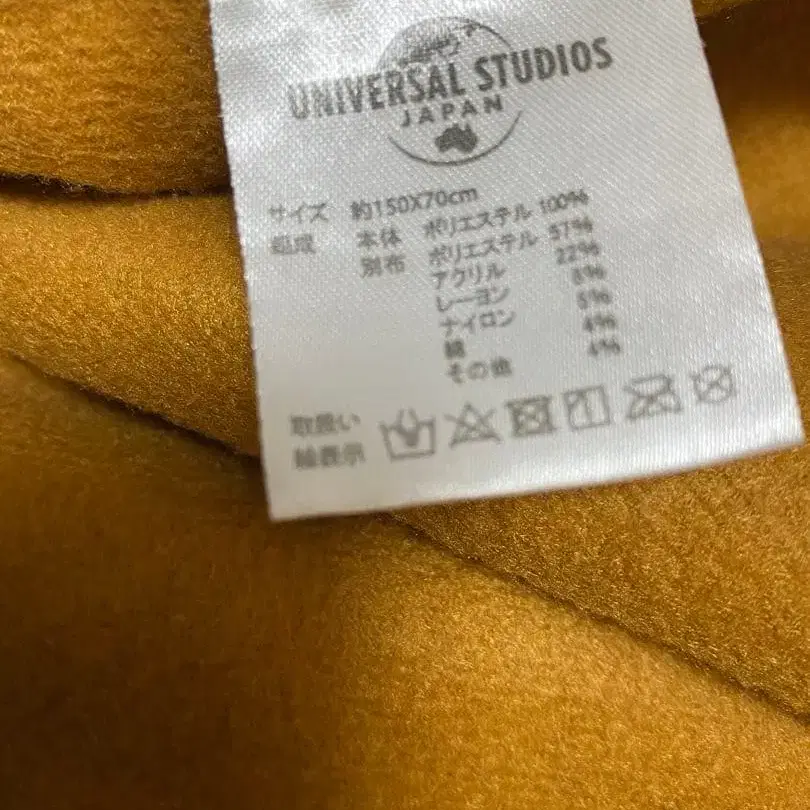 UNIVERSAL STUDIOS
JAPAN
サイズ 約150X70cm
組成 本体 ポリエステル 100%
別布 ポリエステル 57%
アクリル 22%
レーヨン 8%
ナイロン 5%
綿 4%
その他 4%
取扱い
絵表示